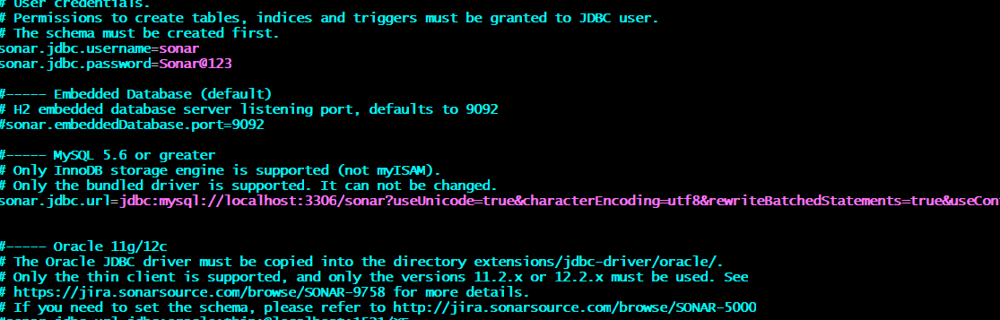 # User credentials.
# Permissions to create tables, indices and triggers must be granted to JDBC user.
# The schema must be created first.
sonar.jdbc.username=sonar
sonar.jdbc.password=Sonar@123
#----- Embedded Database (default)
# H2 embedded database server listening port, defaults to 9092
#sonar.embeddedDatabase.port=9092
#----- MySQL 5.6 or greater
# Only InnoDB storage engine is supported (not myISAM).
# Only the bundled driver is supported. It can not be changed.
sonar.jdbc.url=jdbc:mysql://localhost:3306/sonar?useUnicode=true&characterEncoding=utf8&rewriteBatchedStatements=true&useCon
#----- Oracle 11g/12c
# The Oracle JDBC driver must be copied into the directory extensions/jdbc-driver/oracle/.
# Only the thin client is supported, and only the versions 11.2.x or 12.2.x must be used. See
# https://jira.sonarsource.com/browse/SONAR-9758 for more details.
# If you need to set the schema, please refer to http://jira.sonarsource.com/browse/SONAR-5000